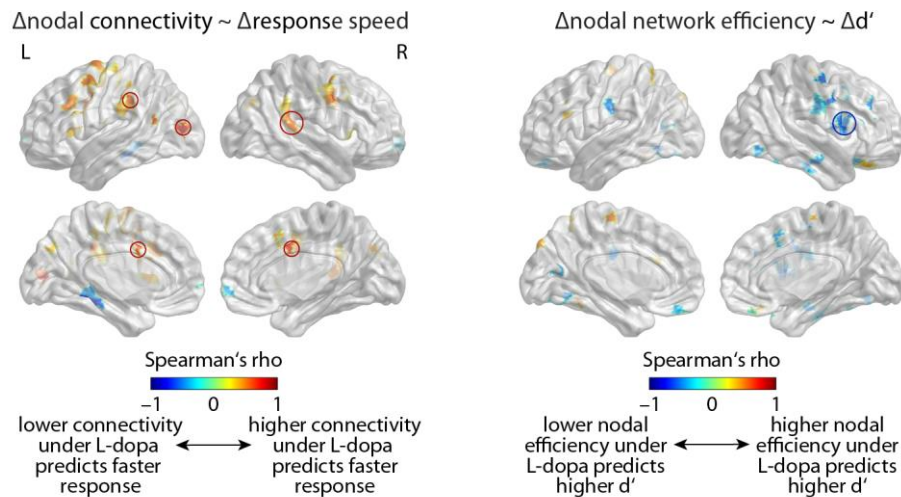 Δnodal connectivity ~ Δresponse speed
L
R
Spearman‘s rho
−1 0 1
lower connectivity
under L-dopa
predicts faster
response
higher connectivity
under L-dopa
predicts faster
response
Δnodal network efficiency ~ Δd‘
Spearman‘s rho
−1 0 1
lower nodal
efficiency under
L-dopa predicts
higher d‘
higher nodal
efficiency under
L-dopa predicts
higher d‘